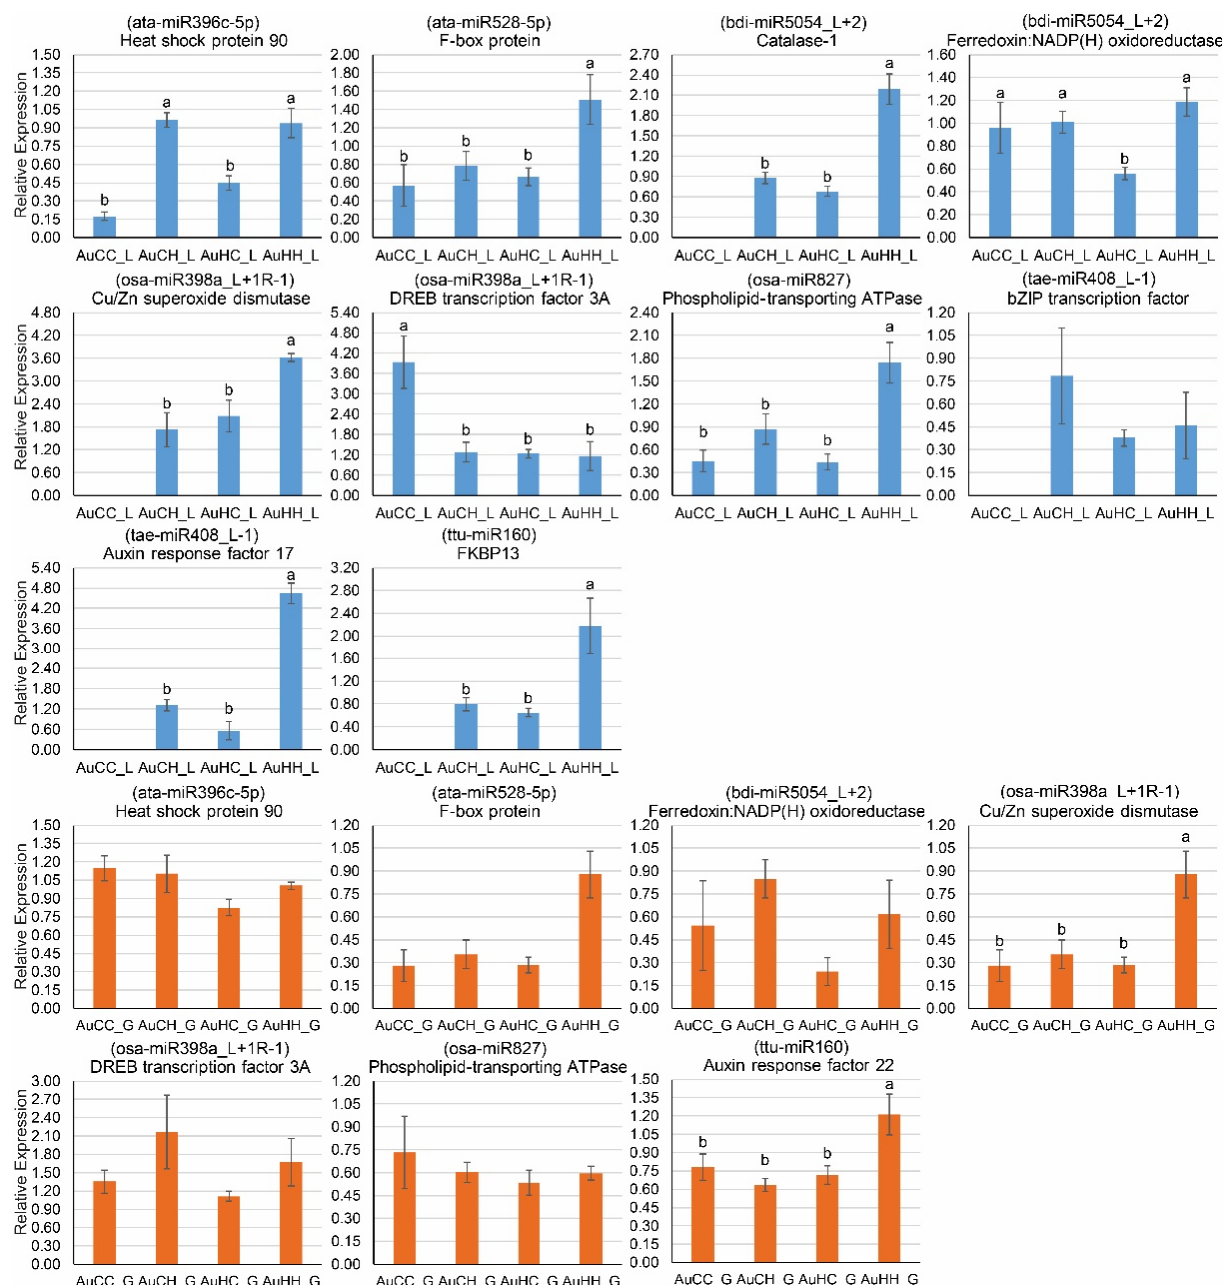 (ata-miR396c-5p)
Heat shock protein 90
Relative Expression
1.50
1.35
1.20
1.05
0.90
0.75
0.60
0.45
0.30
0.15
0.00
b
a
b
a
AuCC_L AuCH_L AuHC_L AuHH_L
(ata-miR528-5p)
F-box protein
2.00
1.80
1.60
1.40
1.20
1.00
0.80
0.60
0.40
0.20
0.00
b
b
b
a
AuCC_L AuCH_L AuHC_L AuHH_L
(bdi-miR5054_L+2)
Catalase-1
2.70
2.40
2.10
1.80
1.50
1.20
0.90
0.60
0.30
0.00
b
b
a
AuCC_L AuCH_L AuHC_L AuHH_L
(bdi-miR5054_L+2)
Ferredoxin:NADP(H) oxidoreductase
1.60
1.40
1.20
1.00
0.80
0.60
0.40
0.20
0.00
a
a
b
a
AuCC_L AuCH_L AuHC_L AuHH_L
(osa-miR398a_L+1R-1)
Cu/Zn superoxide dismutase
Relative Expression
4.80
4.20
3.60
3.00
2.40
1.80
1.20
0.60
0.00
b
b
a
AuCC_L AuCH_L AuHC_L AuHH_L
(osa-miR398a_L+1R-1)
DREB transcription factor 3A
5.40
4.80
4.20
3.60
3.00
2.40
1.80
1.20
0.60
0.00
a
b
b
b
AuCC_L AuCH_L AuHC_L AuHH_L
(osa-miR827)
Phospholipid-transporting ATPase
2.40
2.10
1.80
1.50
1.20
0.90
0.60
0.30
0.00
b
b
b
a
AuCC_L AuCH_L AuHC_L AuHH_L
(tae-miR408_L-1)
bZIP transcription factor
1.20
1.05
0.90
0.75
0.60
0.45
0.30
0.15
0.00
AuCC_L AuCH_L AuHC_L AuHH_L
(tae-miR408_L-1)
Auxin response factor 17
Relative Expression
5.40
4.80
4.20
3.60
3.00
2.40
1.80
1.20
0.60
0.00
b
b
a
AuCC_L AuCH_L AuHC_L AuHH_L
(ttu-miR160)
FKBP13
3.20
2.80
2.40
2.00
1.60
1.20
0.80
0.40
0.00
b
b
a
AuCC_L AuCH_L AuHC_L AuHH_L
(ata-miR396c-5p)
Heat shock protein 90
Relative Expression
1.50
1.35
1.20
1.05
0.90
0.75
0.60
0.45
0.30
0.15
0.00
AuCC_G AuCH_G AuHC_G AuHH_G
(ata-miR528-5p)
F-box protein
1.20
1.05
0.90
0.75
0.60
0.45
0.30
0.15
0.00
AuCC_G AuCH_G AuHC_G AuHH_G
(bdi-miR5054_L+2)
Ferredoxin:NADP(H) oxidoreductase
1.20
1.05
0.90
0.75
0.60
0.45
0.30
0.15
0.00
AuCC_G AuCH_G AuHC_G AuHH_G
(osa-miR398a_L+1R-1)
Cu/Zn superoxide dismutase
1.20
1.05
0.90
0.75
0.60
0.45
0.30
0.15
0.00
b
b
b
a
AuCC_G AuCH_G AuHC_G AuHH_G
(osa-miR398a_L+1R-1)
DREB transcription factor 3A
Relative Expression
3.00
2.70
2.40
2.10
1.80
1.50
1.20
0.90
0.60
0.30
0.00
AuCC_G AuCH_G AuHC_G AuHH_G
(osa-miR827)
Phospholipid-transporting ATPase
1.20
1.05
0.90
0.75
0.60
0.45
0.30
0.15
0.00
AuCC_G AuCH_G AuHC_G AuHH_G
(ttu-miR160)
Auxin response factor 22
1.50
1.35
1.20
1.05
0.90
0.75
0.60
0.45
0.30
0.15
0.00
b
b
b
a
AuCC_G AuCH_G AuHC_G AuHH_G